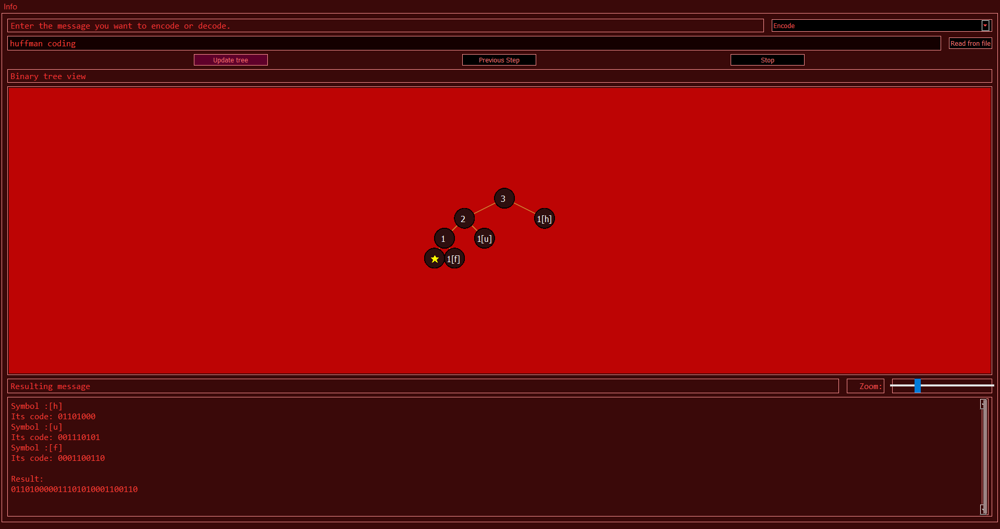 Info
Enter the message you want to encode or decode.
Encode
huffman coding
Read fron file
Update tree
Previous Step
Stop
Binary tree view
3
2
1[h]
1
1[u]
1[f]
Resulting message
Zoom:
Symbol :[h]
Its code: 01101000
Symbol :[u]
Its code: 001110101
Symbol :[f]
Its code: 0001100110
Result:
011010000011101010001100110